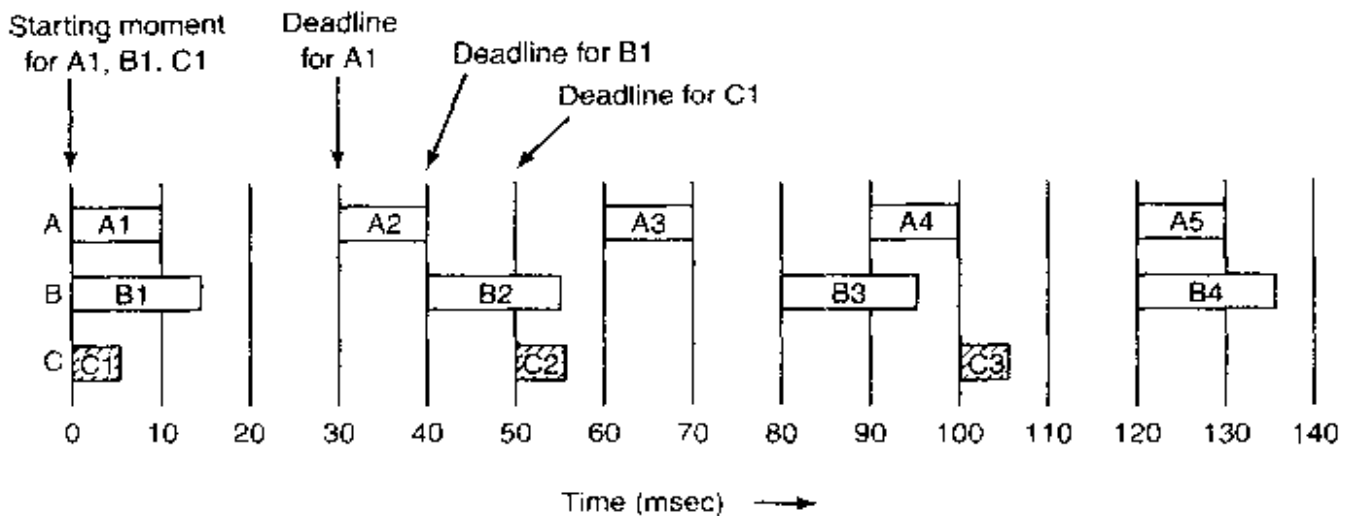 Starting moment
for A1, B1. C1
Deadline
for A1
Deadline for B1
Deadline for C1
A A1 A2 A3 A4 A5
B B1 B2 B3 B4
C C1 C2 C3
0 10 20 30 40 50 60 70 80 90 100 110 120 130 140
Time (msec)